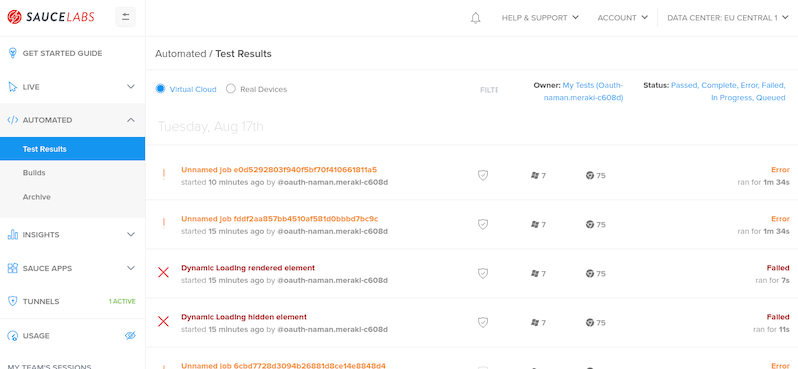 SAUCELABS
HELP & SUPPORT
ACCOUNT
DATA CENTER: EU CENTRAL 1
GET STARTED GUIDE
LIVE
AUTOMATED
Test Results
Builds
Archive
INSIGHTS
SAUCE APPS
TUNNELS
1 ACTIVE
USAGE
MY TEAM'S SESSIONS
Automated / Test Results
Virtual Cloud
Real Devices
FILTE
Owner: My Tests (Oauth-
naman.meraki-c608d)
Status: Passed, Complete, Error, Failed,
In Progress, Queued
Tuesday, Aug 17th
Unnamed job e0d5292803f940f5bf70f410661811a5
started 10 minutes ago by @oauth-naman.meraki-c608d
7
75
Error
ran for 1m 34s
Unnamed job fddf2aa857bb4510af581d0bbbd7bc9c
started 15 minutes ago by @oauth-naman.meraki-c608d
7
75
Error
ran for 1m 34s
Dynamic Loading rendered element
started 15 minutes ago by @oauth-naman.meraki-c608d
7
75
Failed
ran for 7s
Dynamic Loading hidden element
started 15 minutes ago by @oauth-naman.meraki-c608d
7
75
Failed
ran for 11s
Unnamed job 6cbd7728d3094b26881d8ce14e8848d4
Error